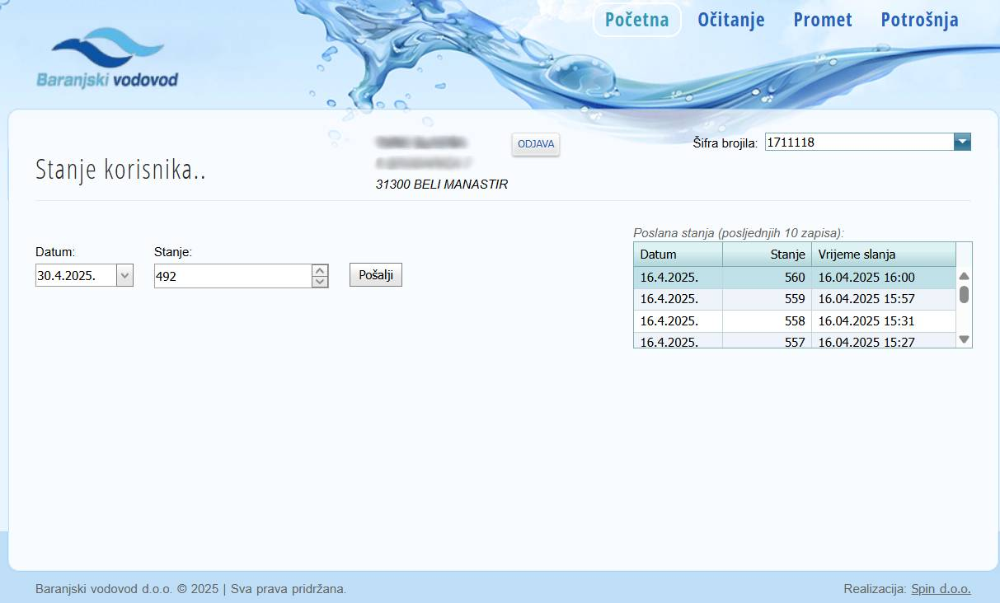 Početna Očitanje Promet Potrošnja
Baranjski vodovod
Stanje korisnika..
31300 BELI MANASTIR
ODJAVA
Šifra brojila: 1711118
Datum: Stanje:
30.4.2025. 492 Pošalji
Poslana stanja (posljednjih 10 zapisa):
Datum Stanje Vrijeme slanja
16.4.2025. 560 16.04.2025 16:00
16.4.2025. 559 16.04.2025 15:57
16.4.2025. 558 16.04.2025 15:31
16.4.2025. 557 16.04.2025 15:27
Baranjski vodovod d.o.o. © 2025 | Sva prava pridržana. Realizacija: Spin d.o.o.